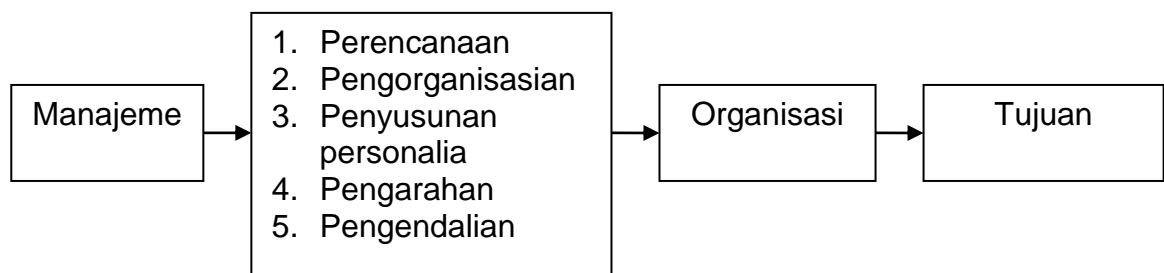 Manajeme
1. Perencanaan
2. Pengorganisasian
3. Penyusunan
personalia
4. Pengarahan
5. Pengendalian
Organisasi
Tujuan